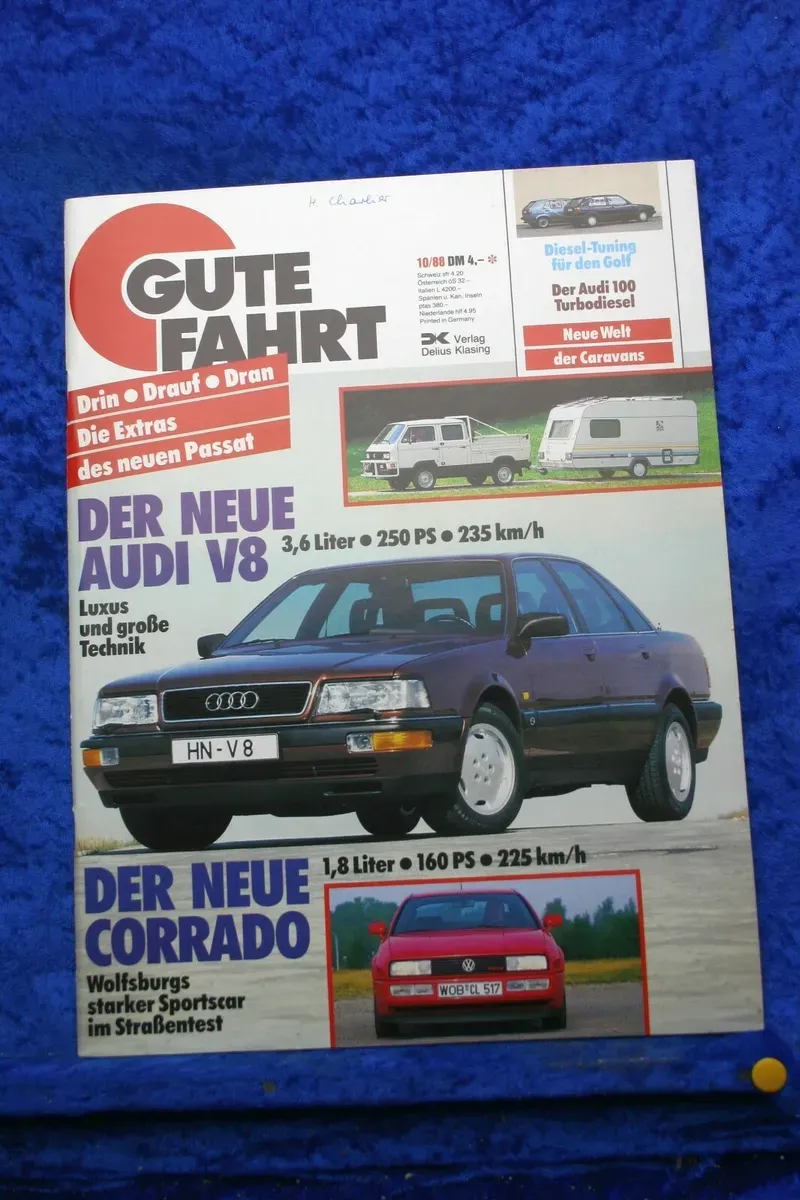 H. Charlier
GUTE
FAHRT
10/88 DM 4,– *
Schweiz sfr 4.20
Österreich öS 32.–
Italien L 4200.–
Spanien u. Kan. Inseln
ptas 380.–
Niederlande hfl 4.95
Printed in Germany
DK Verlag
Delius Klasing
Diesel-Tuning
für den Golf
Der Audi 100
Turbodiesel
Neue Welt
der Caravans
Drin ● Drauf ● Dran
Die Extras
des neuen Passat
DER NEUE
AUDI V8
3,6 Liter ● 250 PS ● 235 km/h
Luxus
und große
Technik
HN-V 8
DER NEUE
CORRADO
1,8 Liter ● 160 PS ● 225 km/h
Wolfsburgs
starker Sportscar
im Straßentest
WOB-CL 517